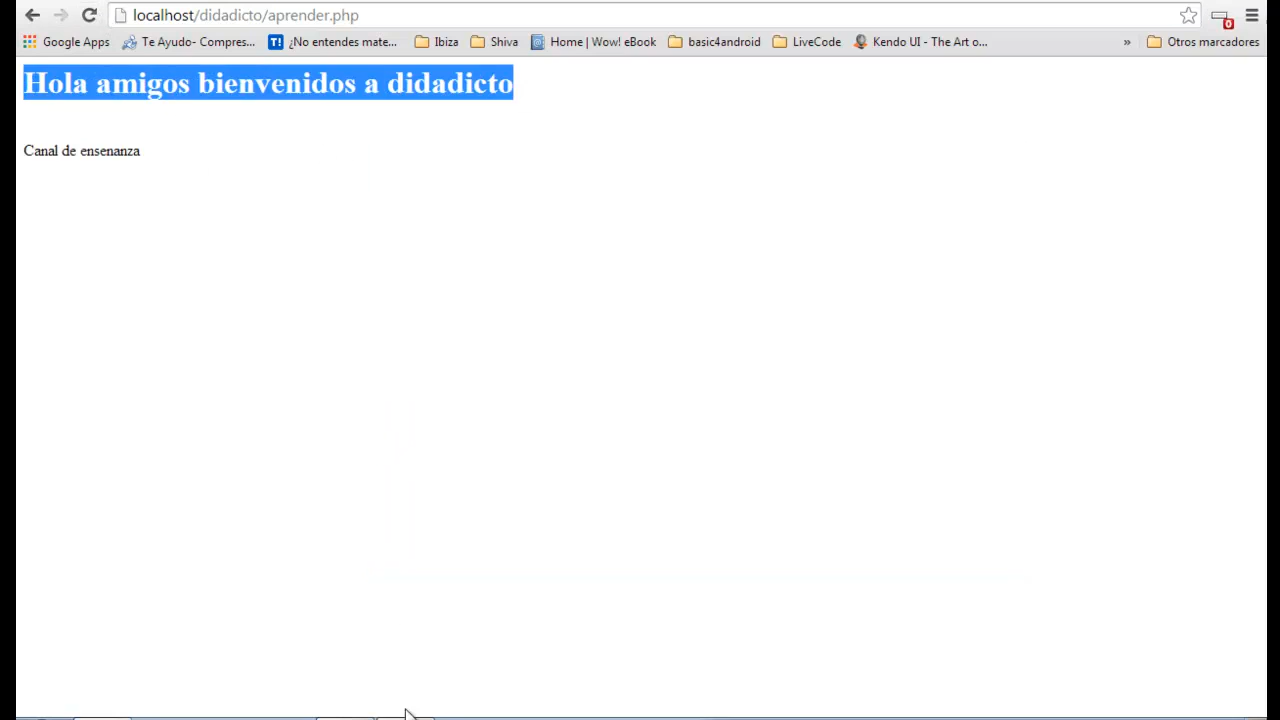 localhost/didadicto/aprender.php
Google Apps Te Ayudo- Compres... T! ¿No entendes mate... Ibiza Shiva Home | Wow! eBook basic4android LiveCode Kendo UI - The Art o... » Otros marcadores
0
Hola amigos bienvenidos a didadicto
Canal de ensenanza